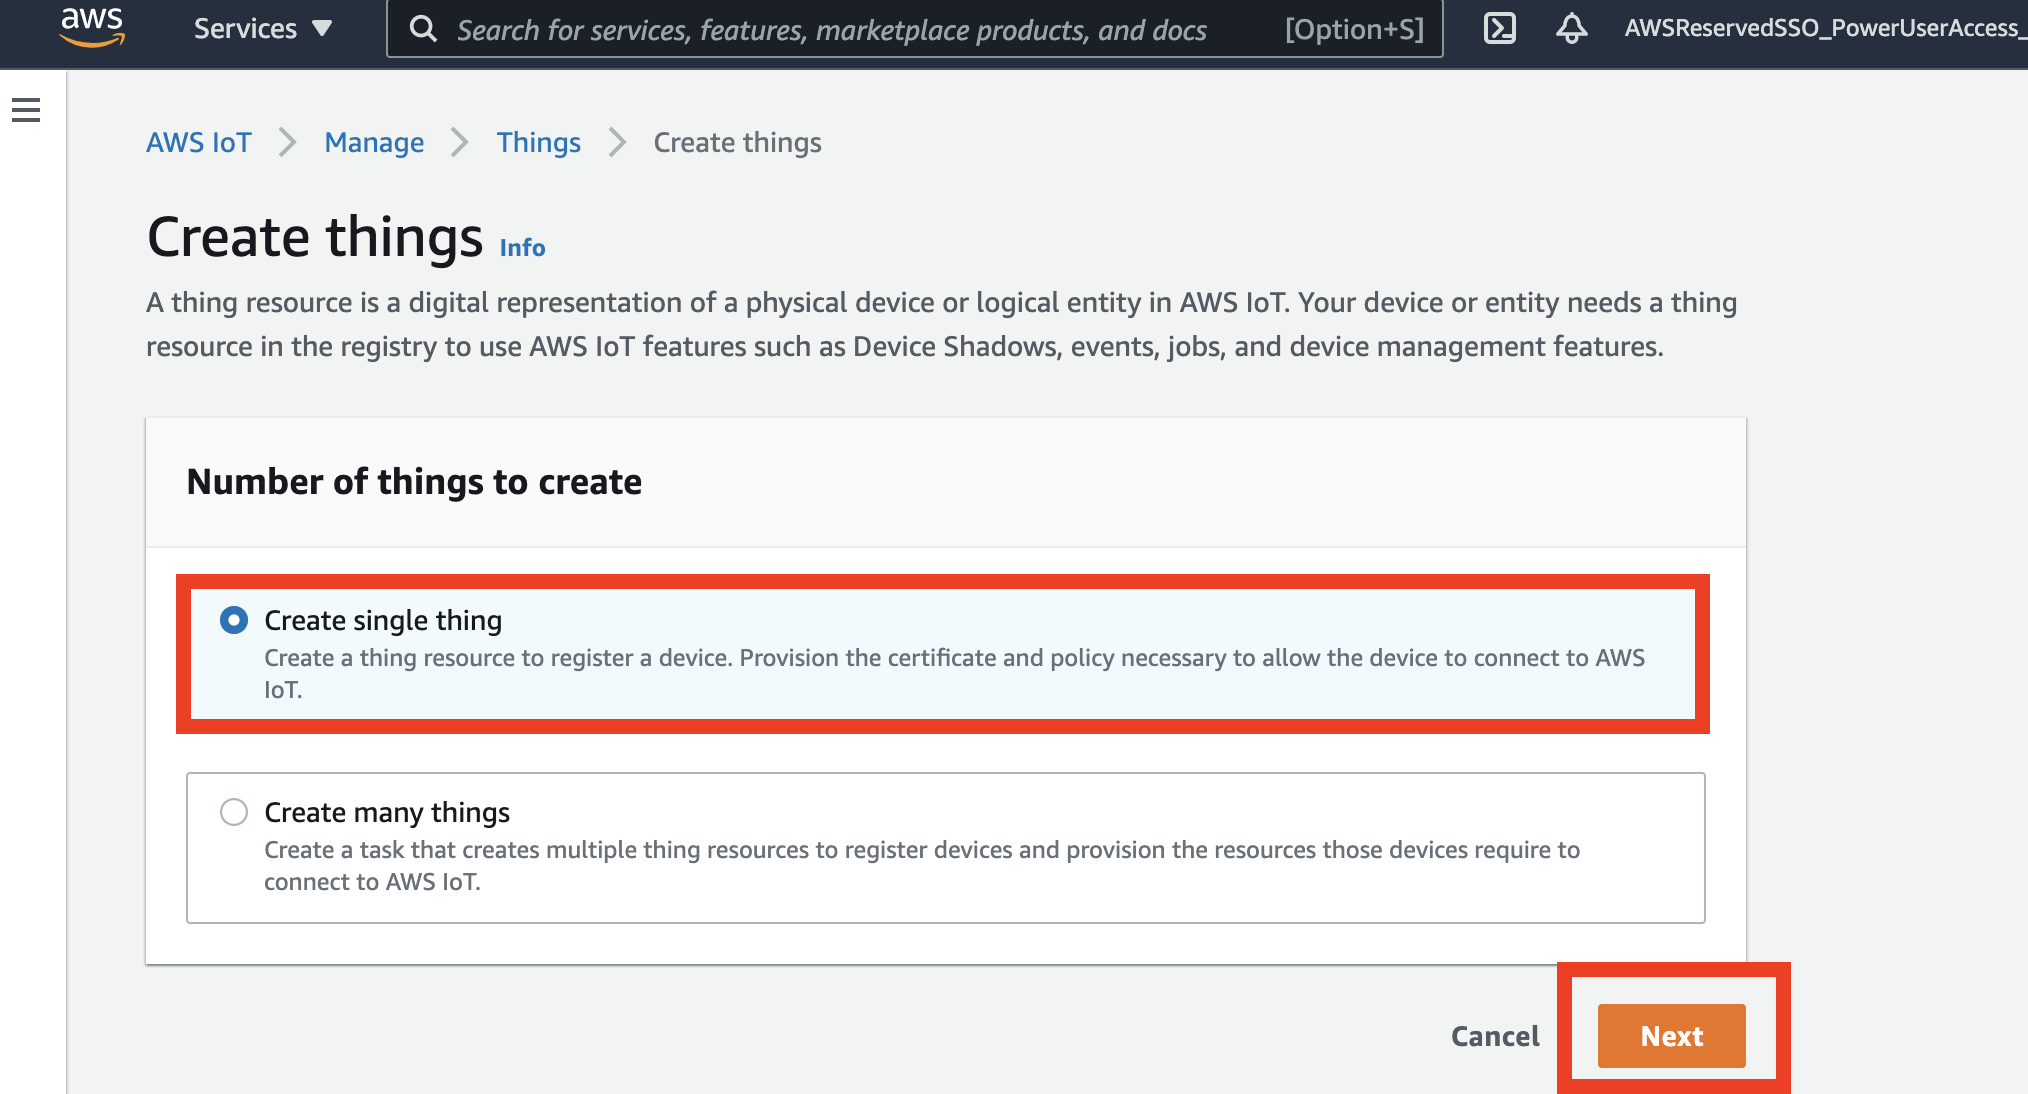 aws Services Search for services, features, marketplace products, and docs [Option+S] AWSReservedSSO_PowerUserAccess_
AWS IoT Manage Things Create things
Create things Info
A thing resource is a digital representation of a physical device or logical entity in AWS IoT. Your device or entity needs a thing
resource in the registry to use AWS IoT features such as Device Shadows, events, jobs, and device management features.
Number of things to create
Create single thing
Create a thing resource to register a device. Provision the certificate and policy necessary to allow the device to connect to AWS
IoT.
Create many things
Create a task that creates multiple thing resources to register devices and provision the resources those devices require to
connect to AWS IoT.
Cancel Next